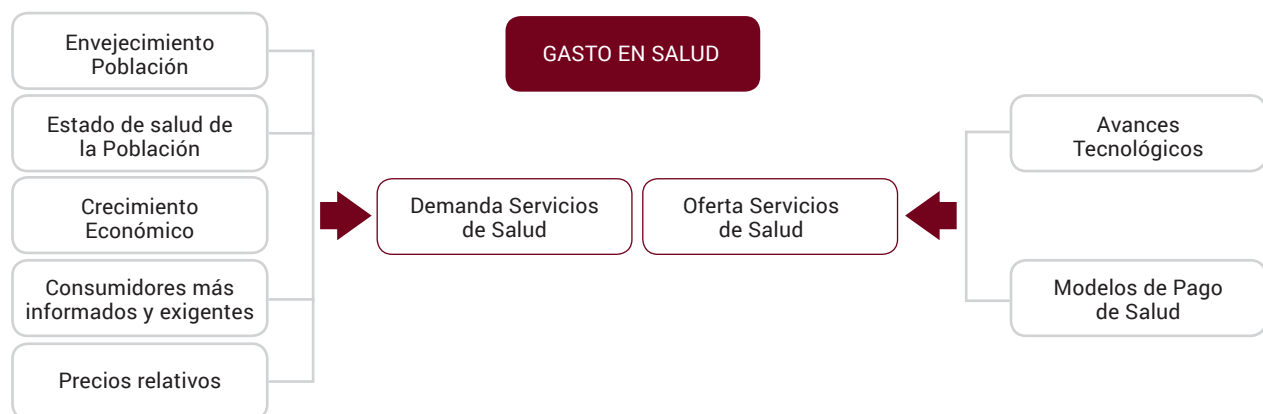 Envejecimiento
Población
Estado de salud de
la Población
Crecimiento
Económico
Consumidores más
informados y exigentes
Precios relativos
GASTO EN SALUD
Demanda Servicios
de Salud
Oferta Servicios
de Salud
Avances
Tecnológicos
Modelos de Pago
de Salud